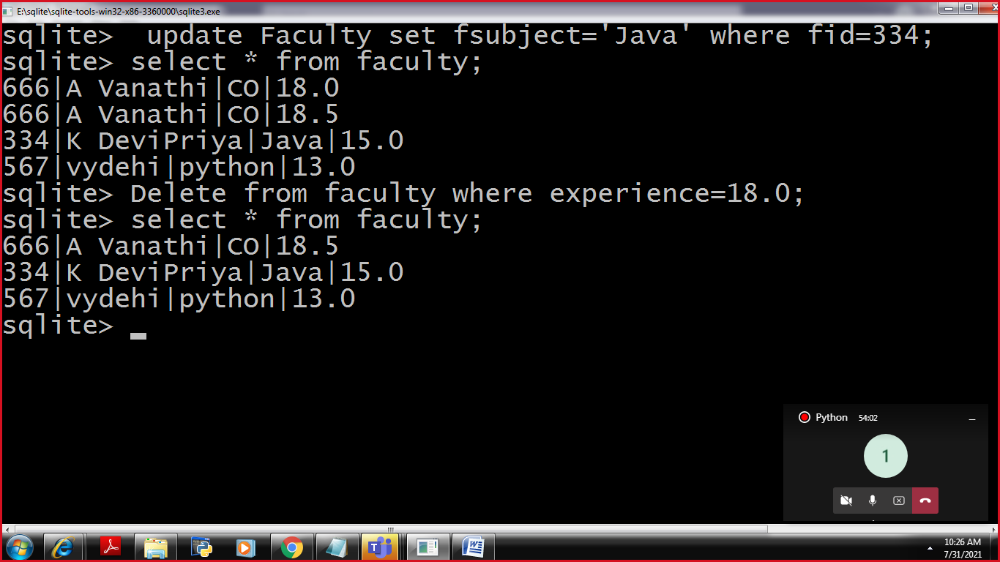 E:\sqlite\sqlite-tools-win32-x86-3360000\sqlite3.exe
sqlite>  update Faculty set fsubject='Java' where fid=334;
sqlite> select * from faculty;
666|A Vanathi|CO|18.0
666|A Vanathi|CO|18.5
334|K DeviPriya|Java|15.0
567|vydehi|python|13.0
sqlite> Delete from faculty where experience=18.0;
sqlite> select * from faculty;
666|A Vanathi|CO|18.5
334|K DeviPriya|Java|15.0
567|vydehi|python|13.0
sqlite>
Python 54:02
1
10:26 AM
7/31/2021